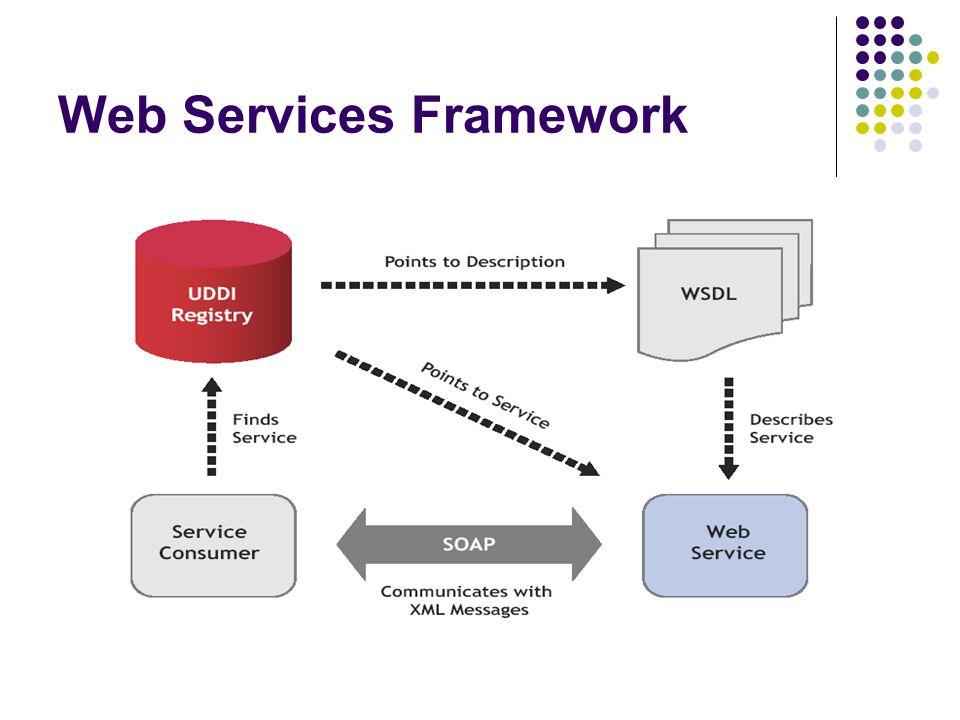 Web Services Framework
UDDI
Registry
Points to Description
WSDL
Points to Service
Finds
Service
Describes
Service
Service
Consumer
SOAP
Communicates with
XML Messages
Web
Service